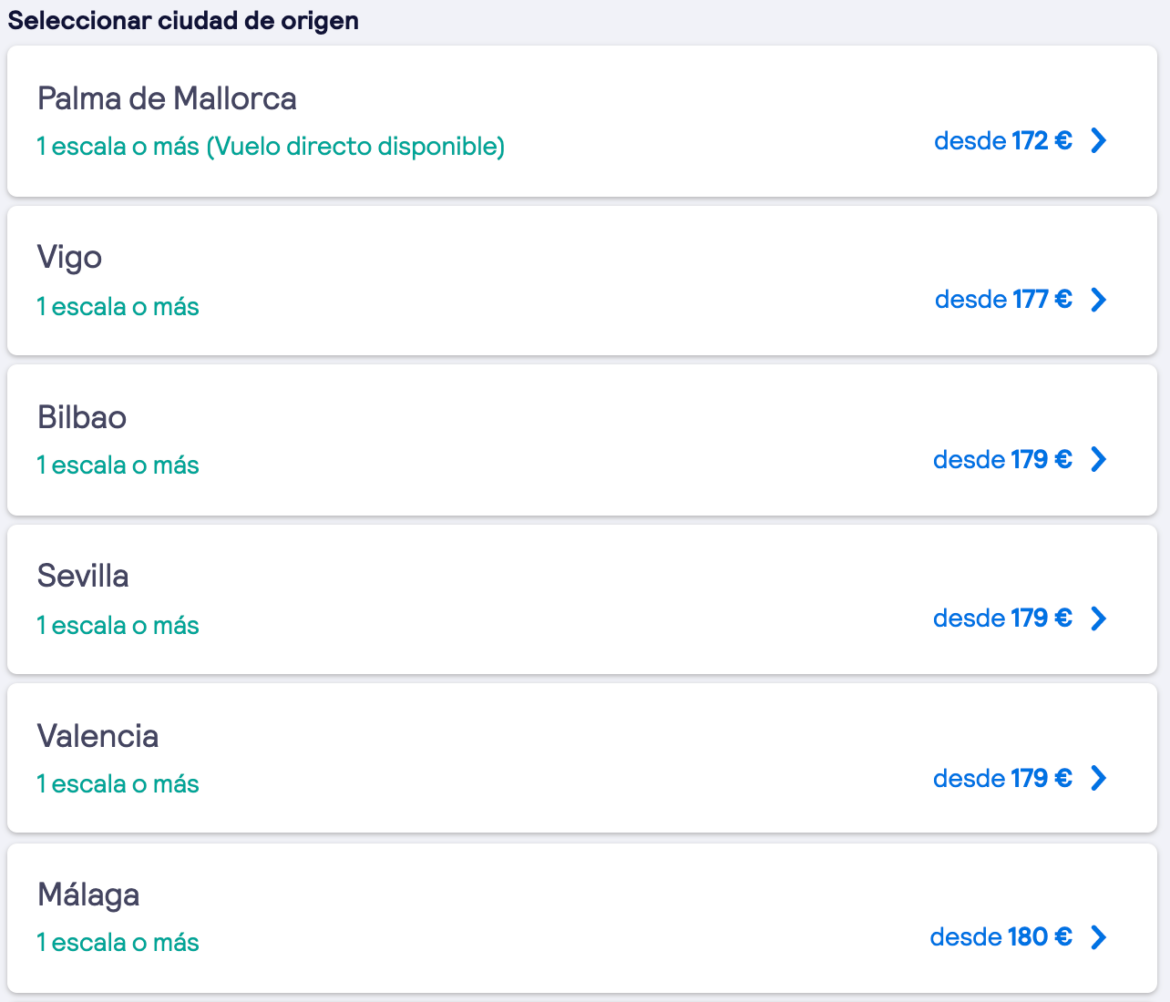 Seleccionar ciudad de origen
Palma de Mallorca
1 escala o más (Vuelo directo disponible)
desde 172 €
Vigo
1 escala o más
desde 177 €
Bilbao
1 escala o más
desde 179 €
Sevilla
1 escala o más
desde 179 €
Valencia
1 escala o más
desde 179 €
Málaga
1 escala o más
desde 180 €